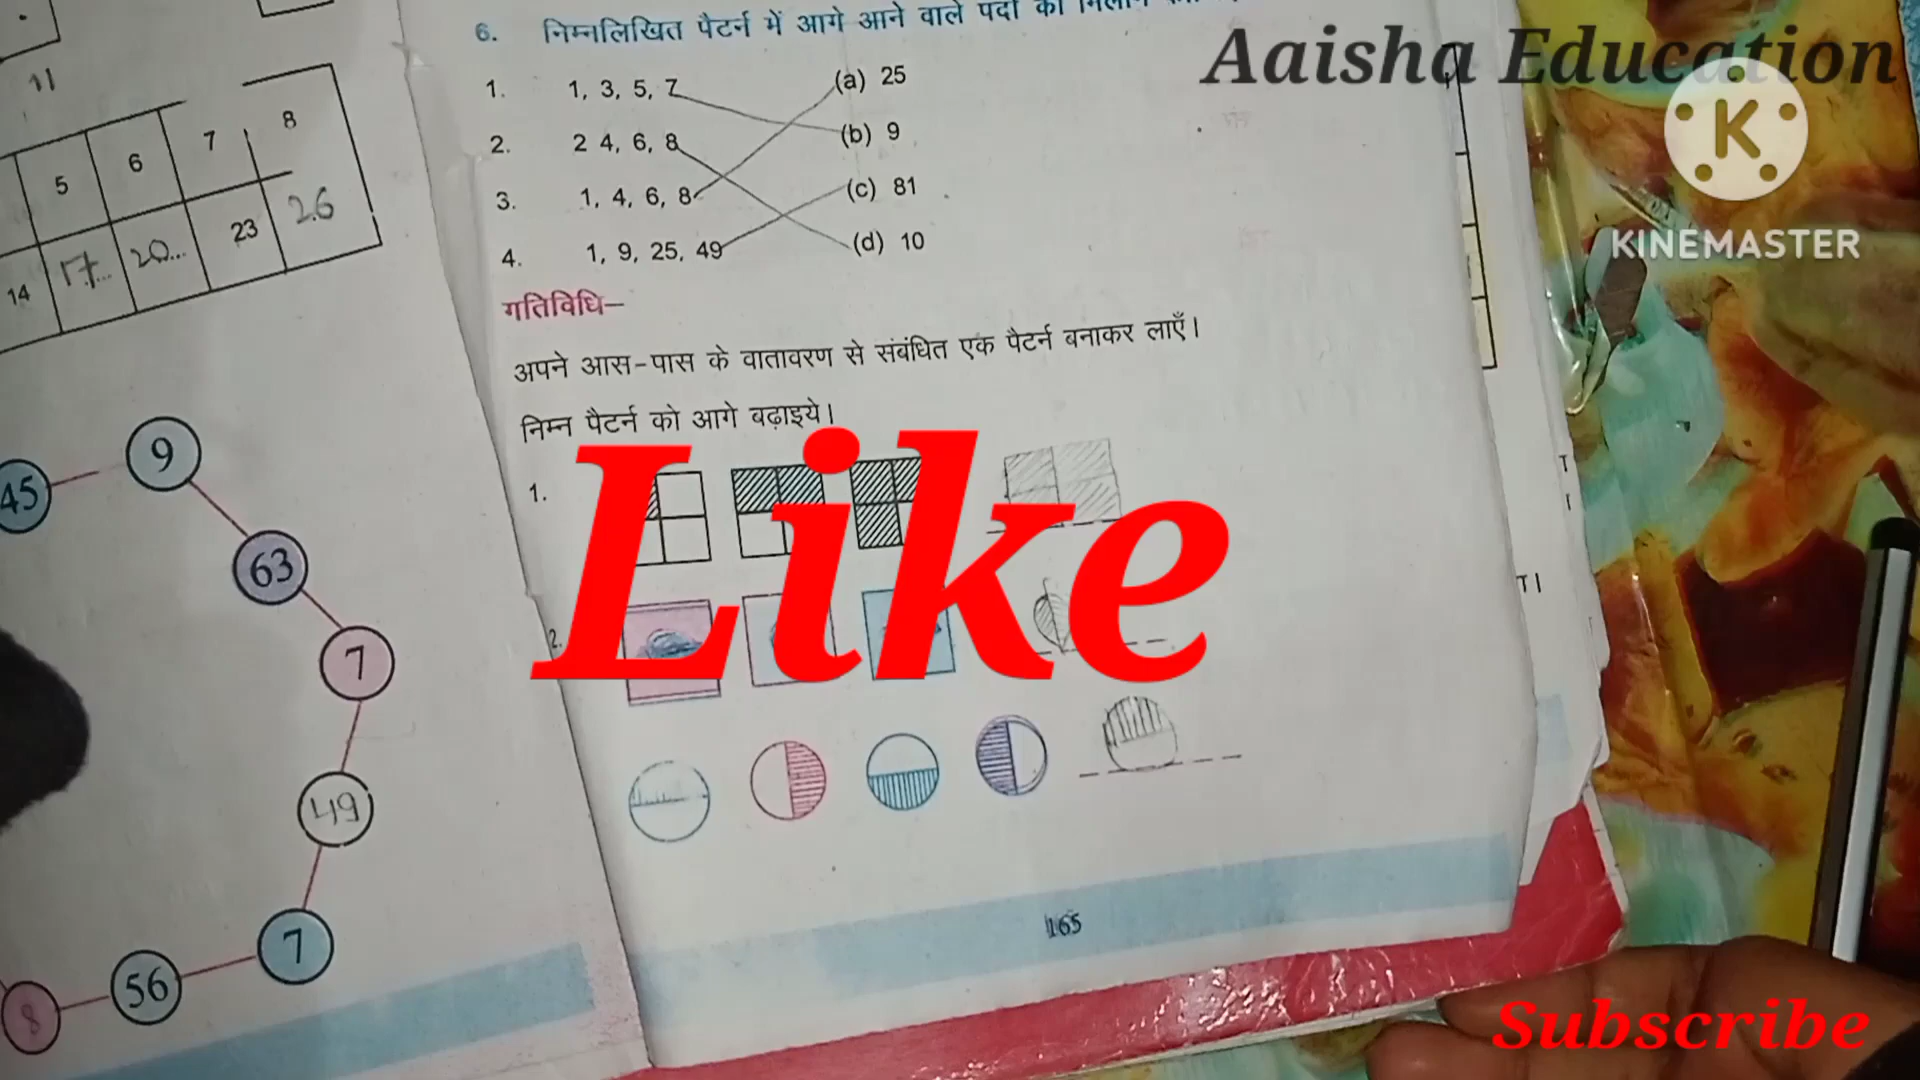 11
5 6 7 8
14 17... 20... 23 26
45 9
63
7
49
7
56
8
6. निम्नलिखित पैटर्न में आगे आने वाले पदों को
1. 1, 3, 5, 7 (a) 25
2. 2 4, 6, 8 (b) 9
3. 1, 4, 6, 8 (c) 81
4. 1, 9, 25, 49 (d) 10
गतिविधि–
अपने आस-पास के वातावरण से संबंधित एक पैटर्न बनाकर लाएँ।
निम्न पैटर्न को आगे बढ़ाइये।
1.
2.
165
Like
Aaisha Education
K
KINEMASTER
Subscribe